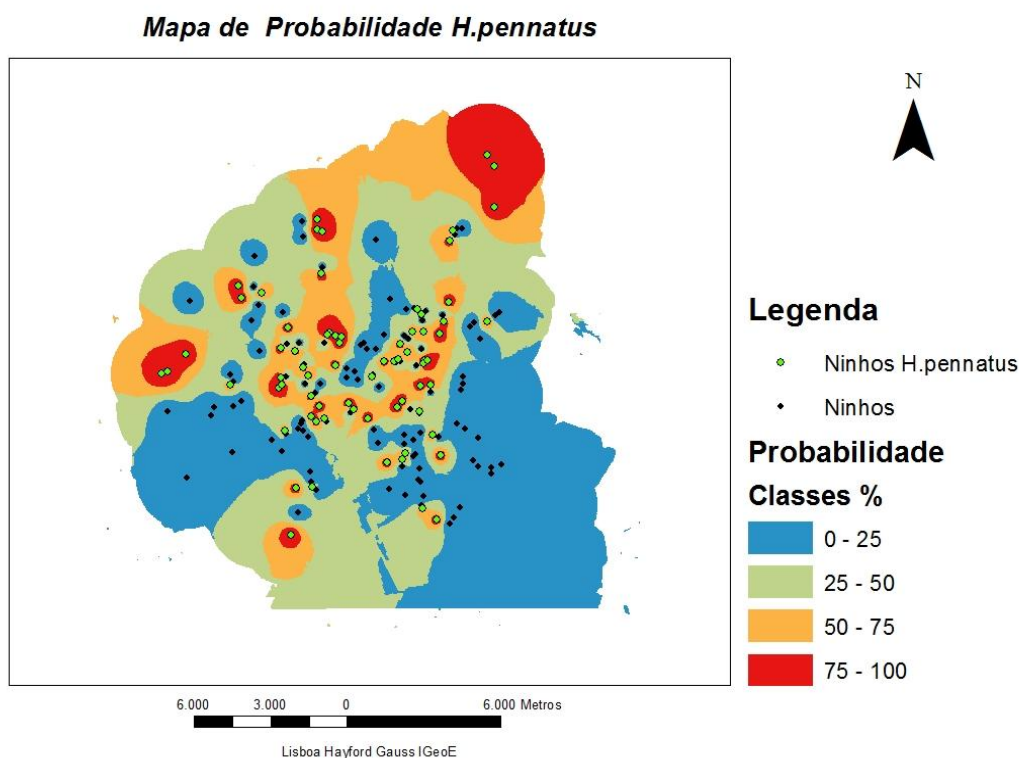 Mapa de Probabilidade H.pennatus
N
Legenda
Ninhos H.pennatus
Ninhos
Probabilidade
Classes %
0 - 25
25 - 50
50 - 75
75 - 100
6.000 3.000 0 6.000 Metros
Lisboa Hayford Gauss IGeoE